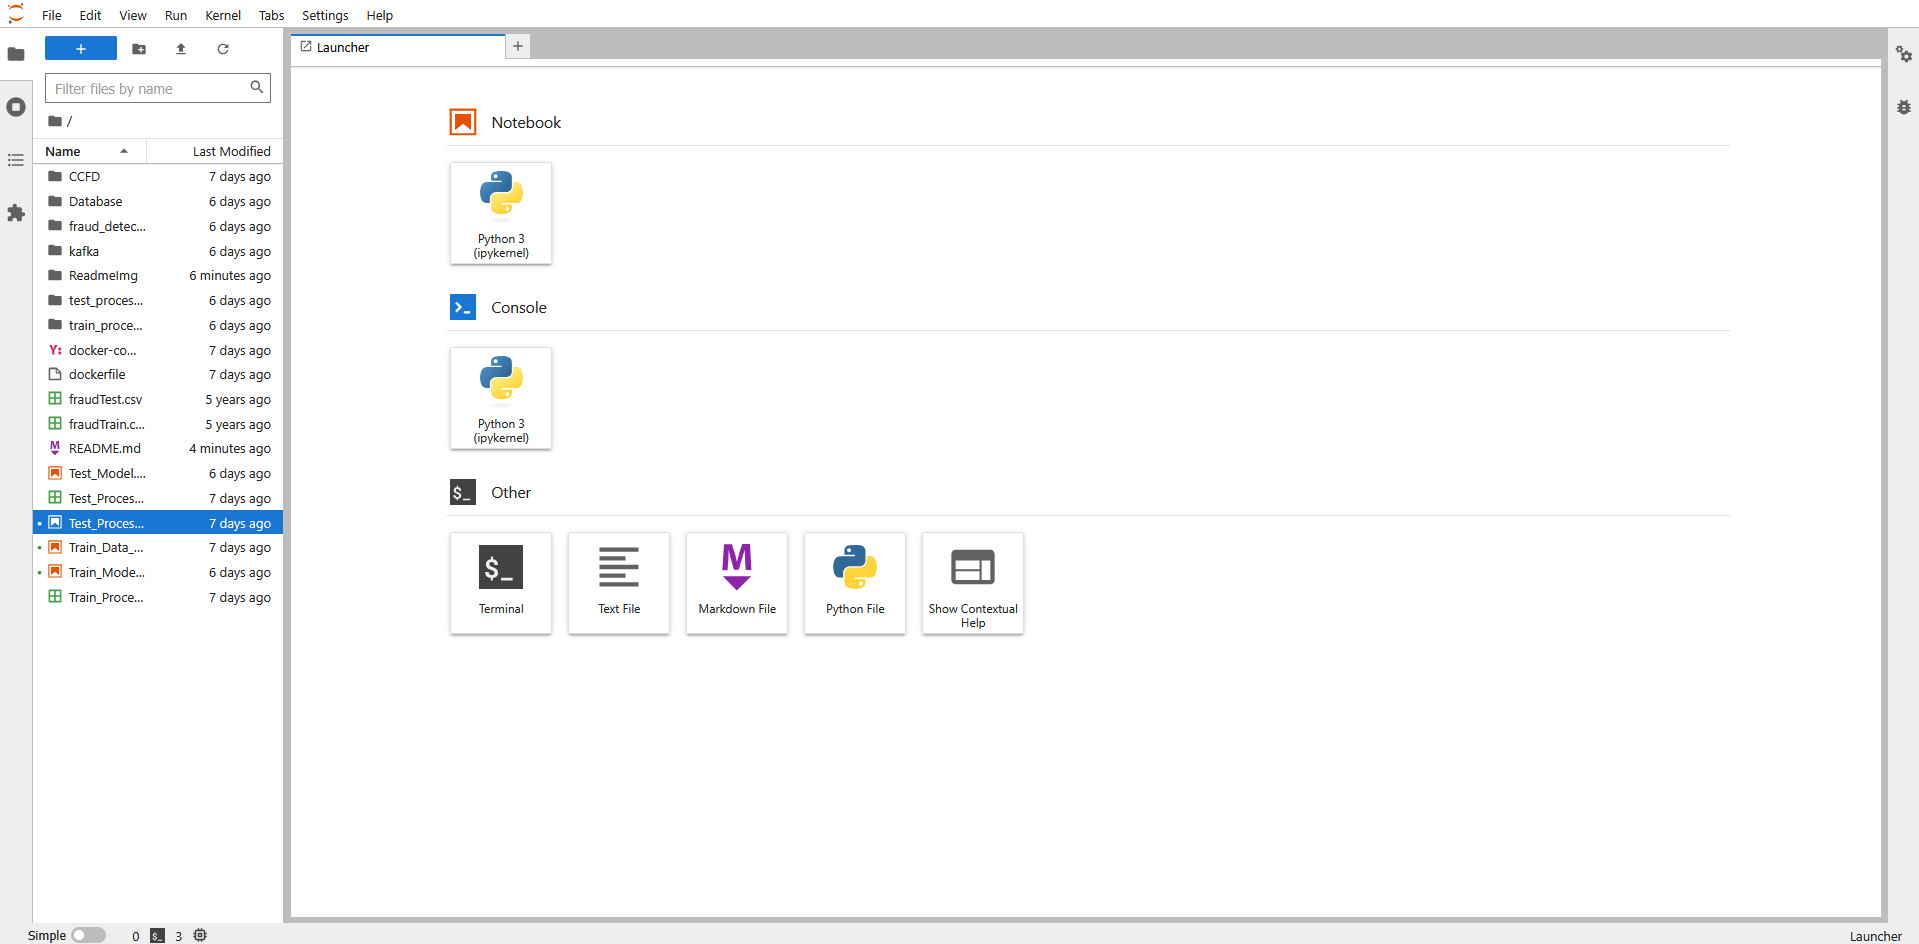 File Edit View Run Kernel Tabs Settings Help
+
Filter files by name
/
Name Last Modified
CCFD 7 days ago
Database 6 days ago
fraud_detec... 6 days ago
kafka 6 days ago
ReadmeImg 6 minutes ago
test_proces... 6 days ago
train_proce... 6 days ago
Y: docker-co... 7 days ago
dockerfile 7 days ago
fraudTest.csv 5 years ago
fraudTrain.c... 5 years ago
M README.md 4 minutes ago
Test_Model.... 6 days ago
Test_Proces... 7 days ago
Test_Proces... 7 days ago
Train_Data_... 7 days ago
Train_Mode... 6 days ago
Train_Proce... 7 days ago
Launcher +
Notebook
Python 3
(ipykernel)
>_ Console
Python 3
(ipykernel)
$_ Other
$_
Terminal
Text File
M
Markdown File
Python File
Show Contextual
Help
Simple 0 $_ 3 Launcher